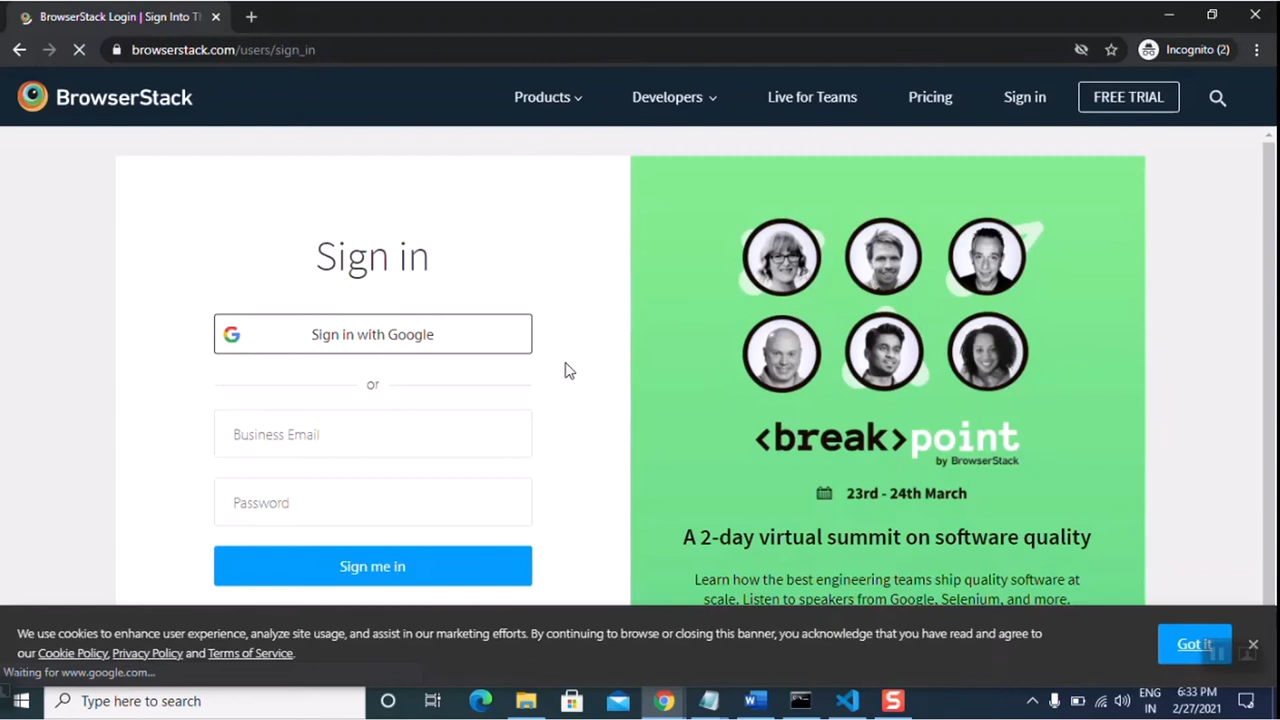 BrowserStack Login | Sign Into Th
browserstack.com/users/sign_in
Incognito (2)
BrowserStack
Products
Developers
Live for Teams
Pricing
Sign in
FREE TRIAL
Sign in
Sign in with Google
or
Business Email
Password
Sign me in
<break>point
by BrowserStack
23rd - 24th March
A 2-day virtual summit on software quality
Learn how the best engineering teams ship quality software at
scale. Listen to speakers from Google, Selenium, and more.
We use cookies to enhance user experience, analyze site usage, and assist in our marketing efforts. By continuing to browse or closing this banner, you acknowledge that you have read and agree to
our Cookie Policy, Privacy Policy and Terms of Service.
Got it
Waiting for www.google.com...
Type here to search
ENG
IN
6:33 PM
2/27/2021